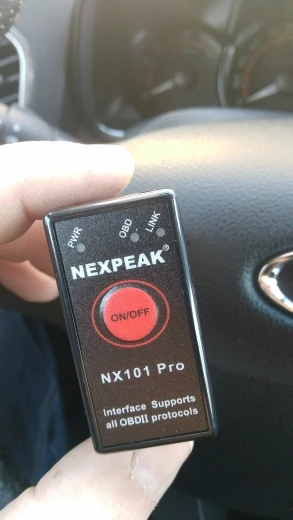 PWR OBD LINK
NEXPEAK®
ON/OFF
NX101 Pro
Interface Supports
all OBDII protocols